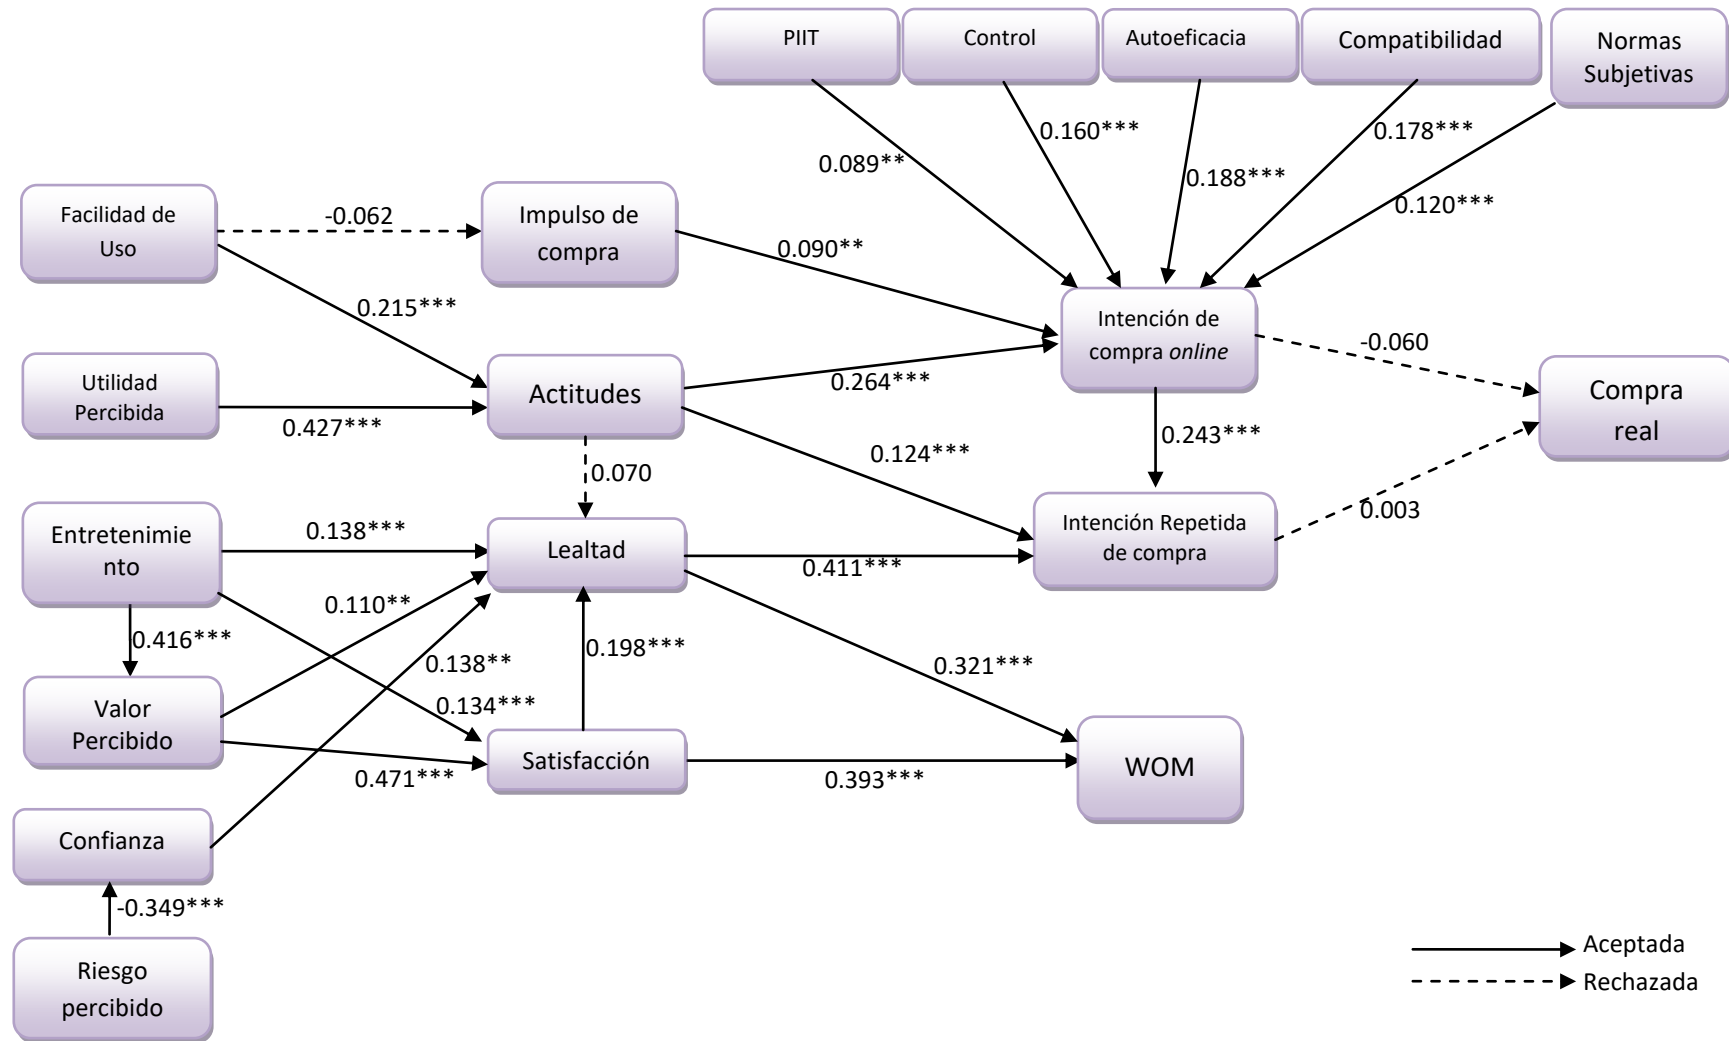 PIIT
Control
Autoeficacia
Compatibilidad
Normas
Subjetivas
0.160***
0.178***
0.089**
0.188***
0.120***
Facilidad de
Uso
-0.062
Impulso de
compra
0.090**
0.215***
Intención de
compra online
-0.060
Utilidad
Percibida
0.427***
Actitudes
0.264***
Compra
real
0.070
0.124***
0.243***
Entretenimie
nto
0.138***
Lealtad
0.411***
Intención Repetida
de compra
0.003
0.110**
0.416***
0.198***
0.138**
0.321***
0.134***
Valor
Percibido
0.471***
Satisfacción
0.393***
WOM
Confianza
-0.349***
Riesgo
percibido
Aceptada
Rechazada